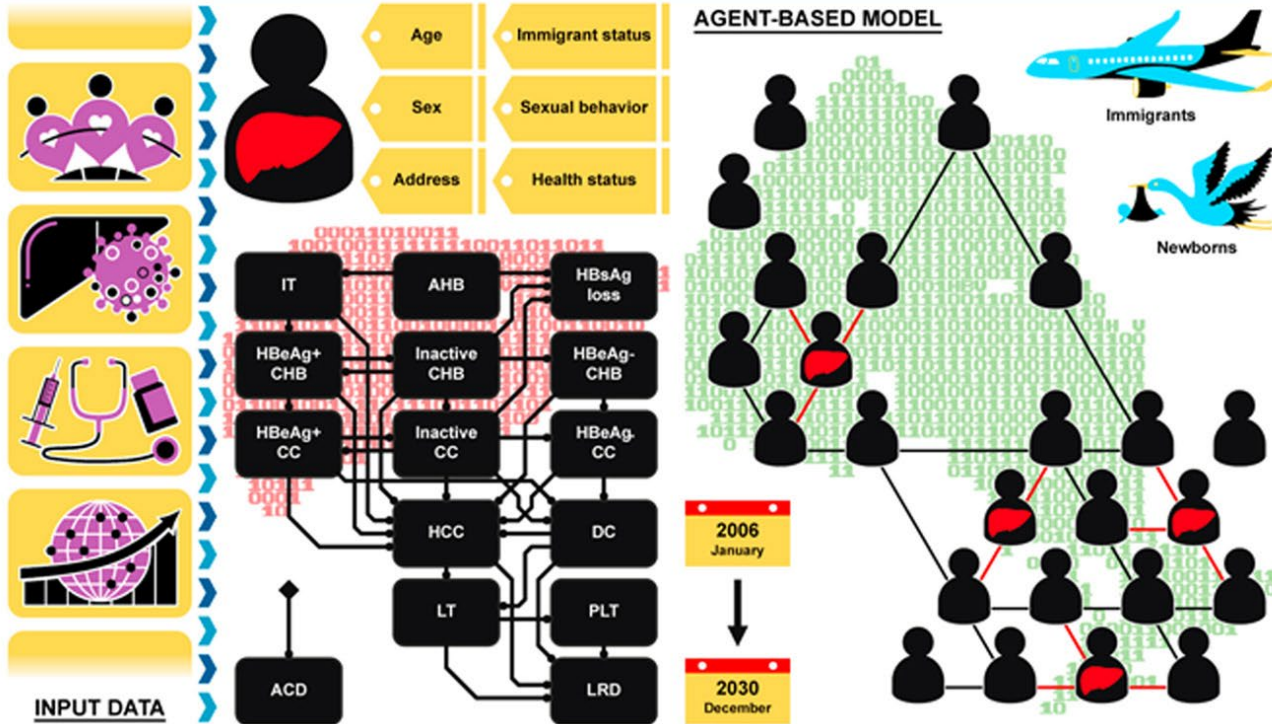 INPUT DATA
Age
Immigrant status
Sex
Sexual behavior
Address
Health status
IT
AHB
HBsAg
loss
HBeAg+
CHB
Inactive
CHB
HBeAg-
CHB
HBeAg+
CC
Inactive
CC
HBeAg-
CC
HCC
DC
LT
PLT
ACD
LRD
AGENT-BASED MODEL
Immigrants
Newborns
2006
January
2030
December